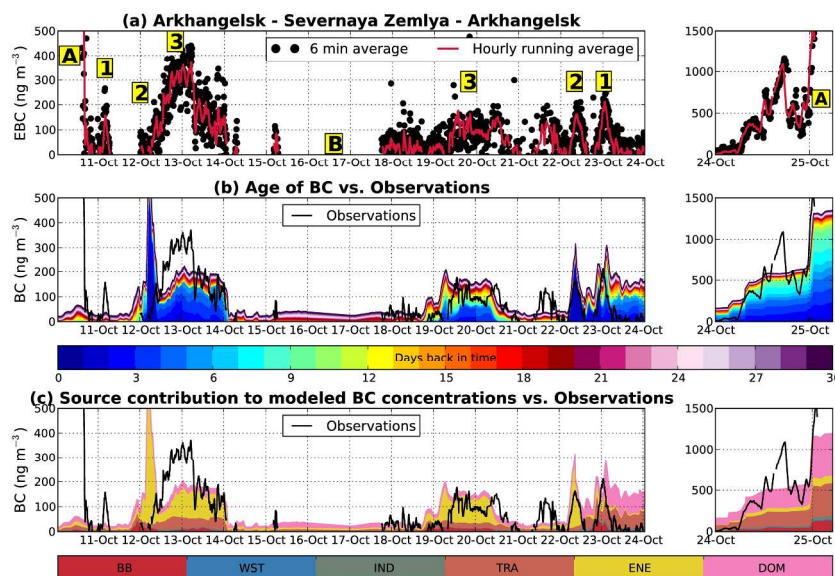 (a) Arkhangelsk - Severnaya Zemlya - Arkhangelsk
500 400 300 200 100 0
EBC (ng m⁻³)
A 1 2 3 B 3 2 1
6 min average Hourly running average
11-Oct 12-Oct 13-Oct 14-Oct 15-Oct 16-Oct 17-Oct 18-Oct 19-Oct 20-Oct 21-Oct 22-Oct 23-Oct 24-Oct
1500 1000 500 0
A
24-Oct 25-Oct
(b) Age of BC vs. Observations
500 400 300 200 100 0
BC (ng m⁻³)
Observations
11-Oct 12-Oct 13-Oct 14-Oct 15-Oct 16-Oct 17-Oct 18-Oct 19-Oct 20-Oct 21-Oct 22-Oct 23-Oct 24-Oct
1500 1000 500 0
24-Oct 25-Oct
Days back in time
0 3 6 9 12 15 18 21 24 27 30
(c) Source contribution to modeled BC concentrations vs. Observations
500 400 300 200 100 0
BC (ng m⁻³)
Observations
11-Oct 12-Oct 13-Oct 14-Oct 15-Oct 16-Oct 17-Oct 18-Oct 19-Oct 20-Oct 21-Oct 22-Oct 23-Oct 24-Oct
1500 1000 500 0
24-Oct 25-Oct
BB WST IND TRA ENE DOM